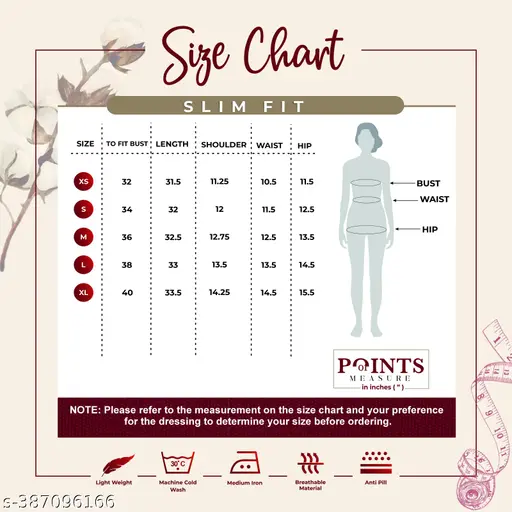 Size Chart
SLIM FIT
SIZE TO FIT BUST LENGTH SHOULDER WAIST HIP
XS 32 31.5 11.25 10.5 11.5
S 34 32 12 11.5 12.5
M 36 32.5 12.75 12.5 13.5
L 38 33 13.5 13.5 14.5
XL 40 33.5 14.25 14.5 15.5
BUST
WAIST
HIP
POINTS
of
MEASURE
in inches ( " )
NOTE: Please refer to the measurement on the size chart and your preference
for the dressing to determine your size before ordering.
30°C
Light Weight
Machine Cold
Wash
Medium Iron
Breathable
Material
Anti Pill
s-387096166